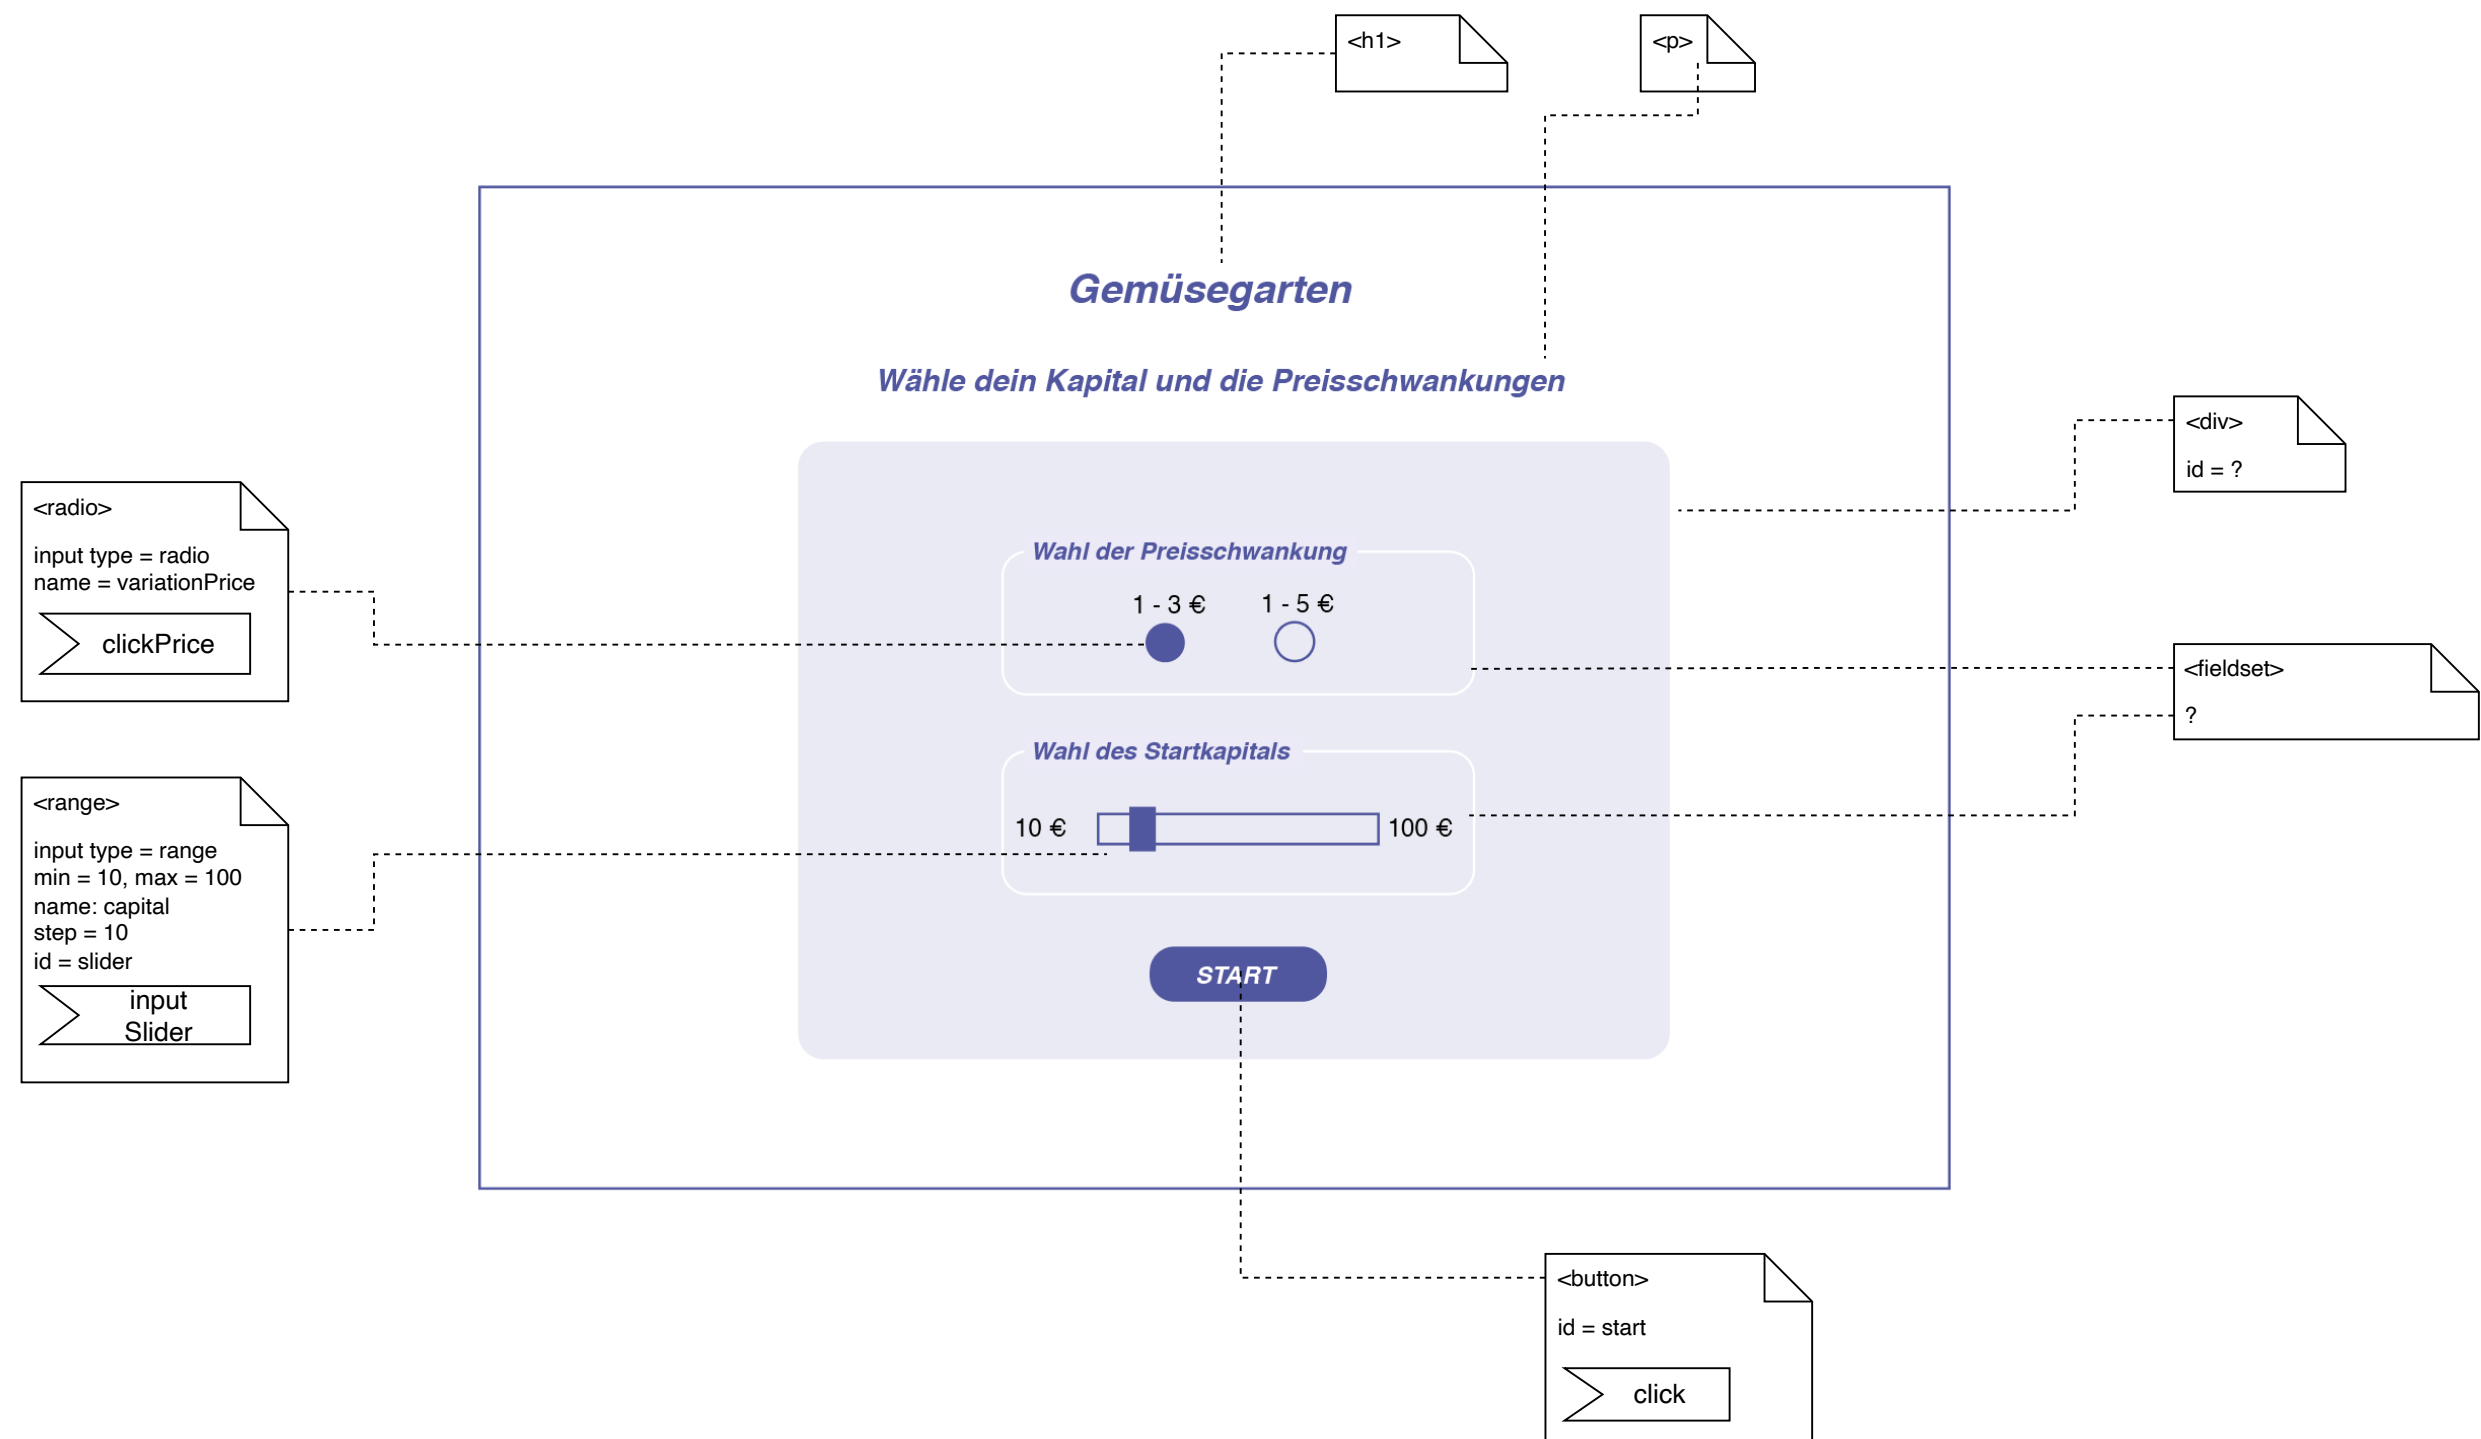 <h1>
<p>
Gemüsegarten
Wähle dein Kapital und die Preisschwankungen
<div>
id = ?
<radio>
input type = radio
name = variationPrice
clickPrice
Wahl der Preisschwankung
1 - 3 €
1 - 5 €
<fieldset>
?
Wahl des Startkapitals
10 €
100 €
<range>
input type = range
min = 10, max = 100
name: capital
step = 10
id = slider
input
Slider
START
<button>
id = start
click